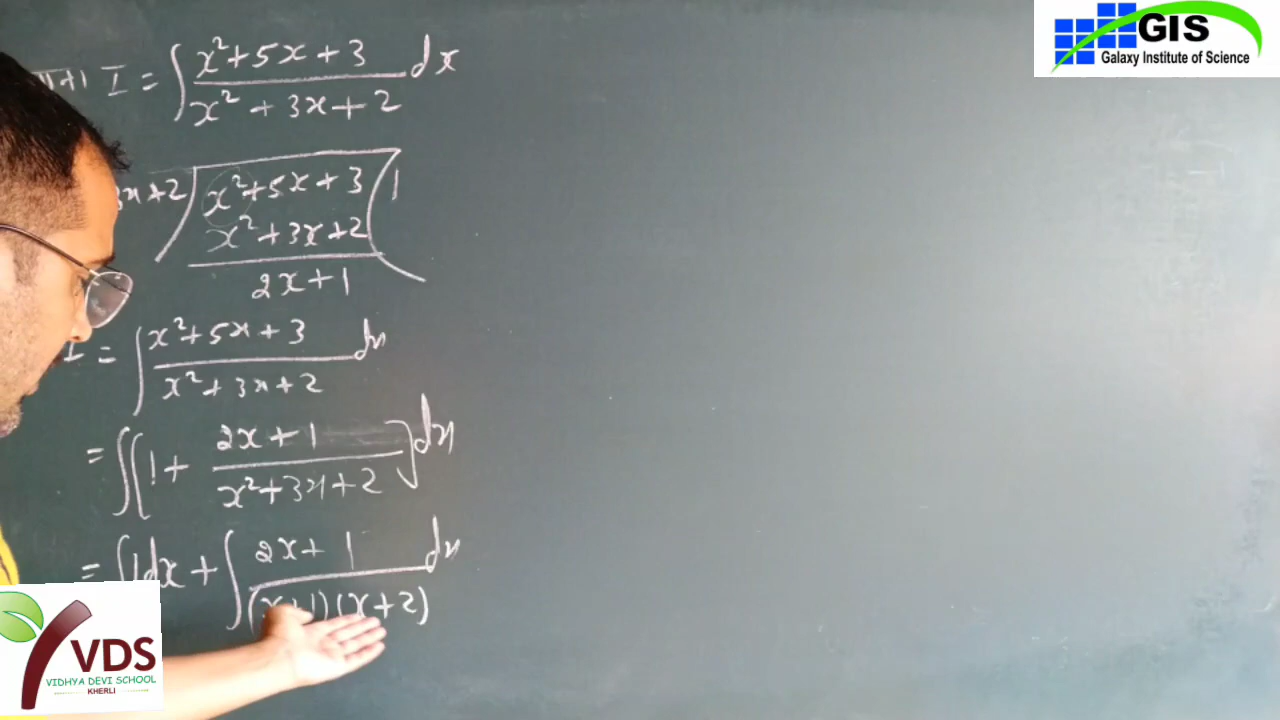 GIS
Galaxy Institute of Science
I = ∫ x²+5x+3 / x²+3x+2 dx
x+2 ) x²+5x+3 ( 1
x²+3x+2
2x+1
I = ∫ x²+5x+3 / x²+3x+2 dx
= ∫[1+ 2x+1 / x²+3x+2 ]dx
= ∫1dx + ∫ 2x+1 / (x+1)(x+2) dx
VDS
VIDHYA DEVI SCHOOL
KHERLI